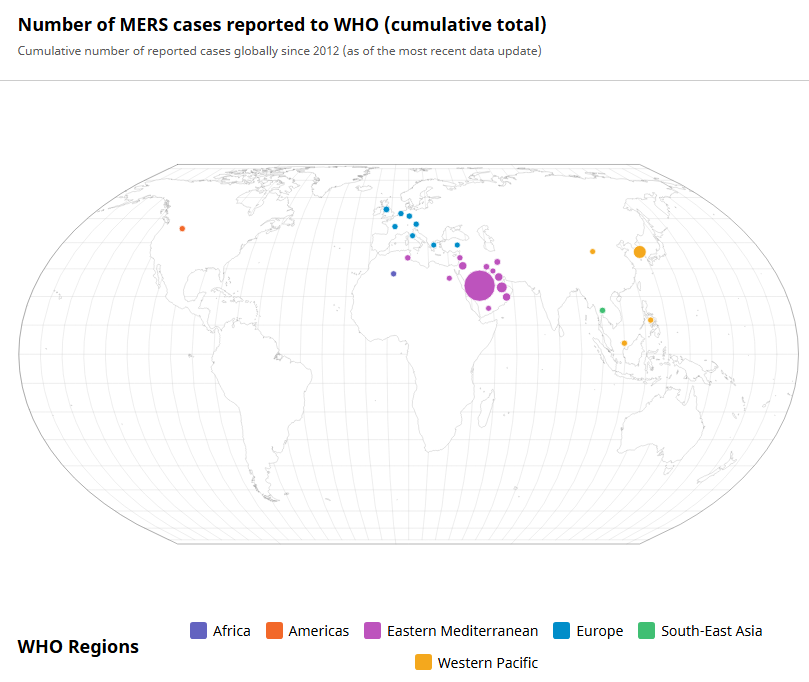 Number of MERS cases reported to WHO (cumulative total)
Cumulative number of reported cases globally since 2012 (as of the most recent data update)
WHO Regions
Africa
Americas
Eastern Mediterranean
Europe
South-East Asia
Western Pacific